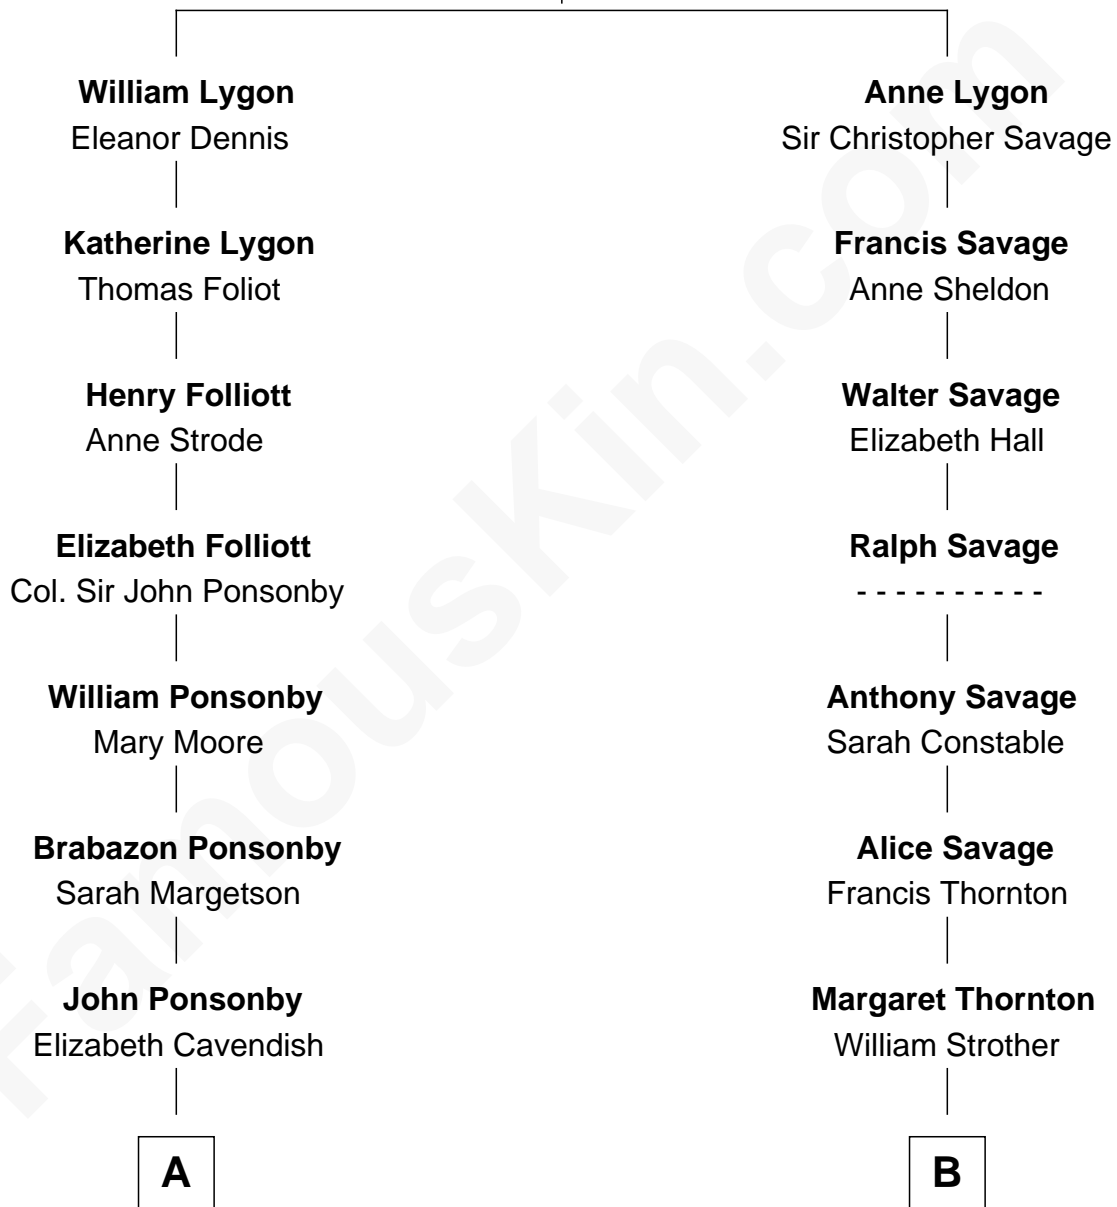 William Lygon
Eleanor Dennis
Katherine Lygon
Thomas Foliot
Henry Folliott
Anne Strode
Elizabeth Folliott
Col. Sir John Ponsonby
William Ponsonby
Mary Moore
Brabazon Ponsonby
Sarah Margetson
John Ponsonby
Elizabeth Cavendish
A
Anne Lygon
Sir Christopher Savage
Francis Savage
Anne Sheldon
Walter Savage
Elizabeth Hall
Ralph Savage
- - - - - - - - - -
Anthony Savage
Sarah Constable
Alice Savage
Francis Thornton
Margaret Thornton
William Strother
B
FamousKin.com